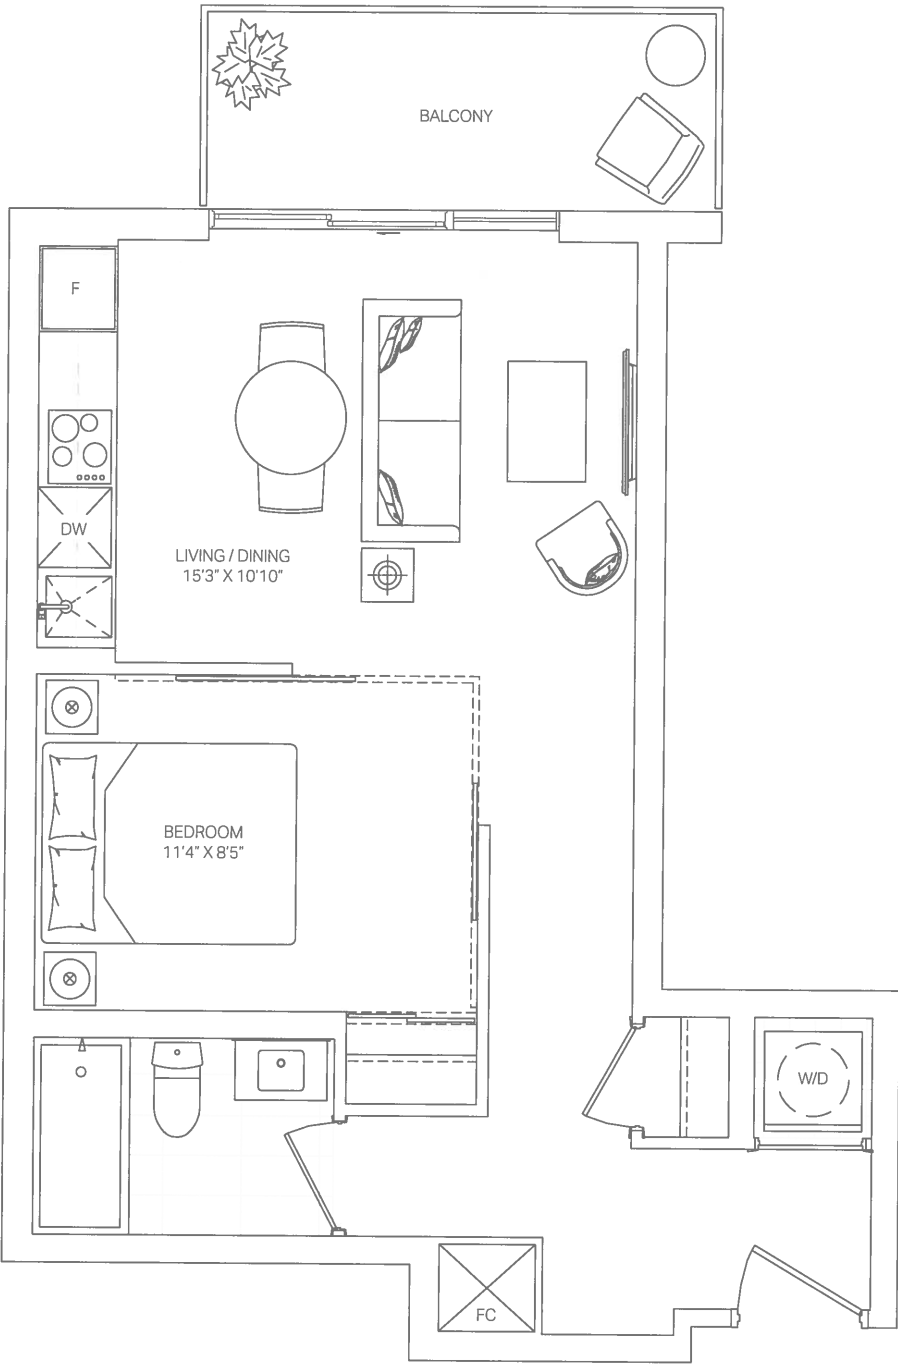 BALCONY
F
DW
LIVING / DINING
15'3" X 10'10"
BEDROOM
11'4" X 8'5"
W/D
FC